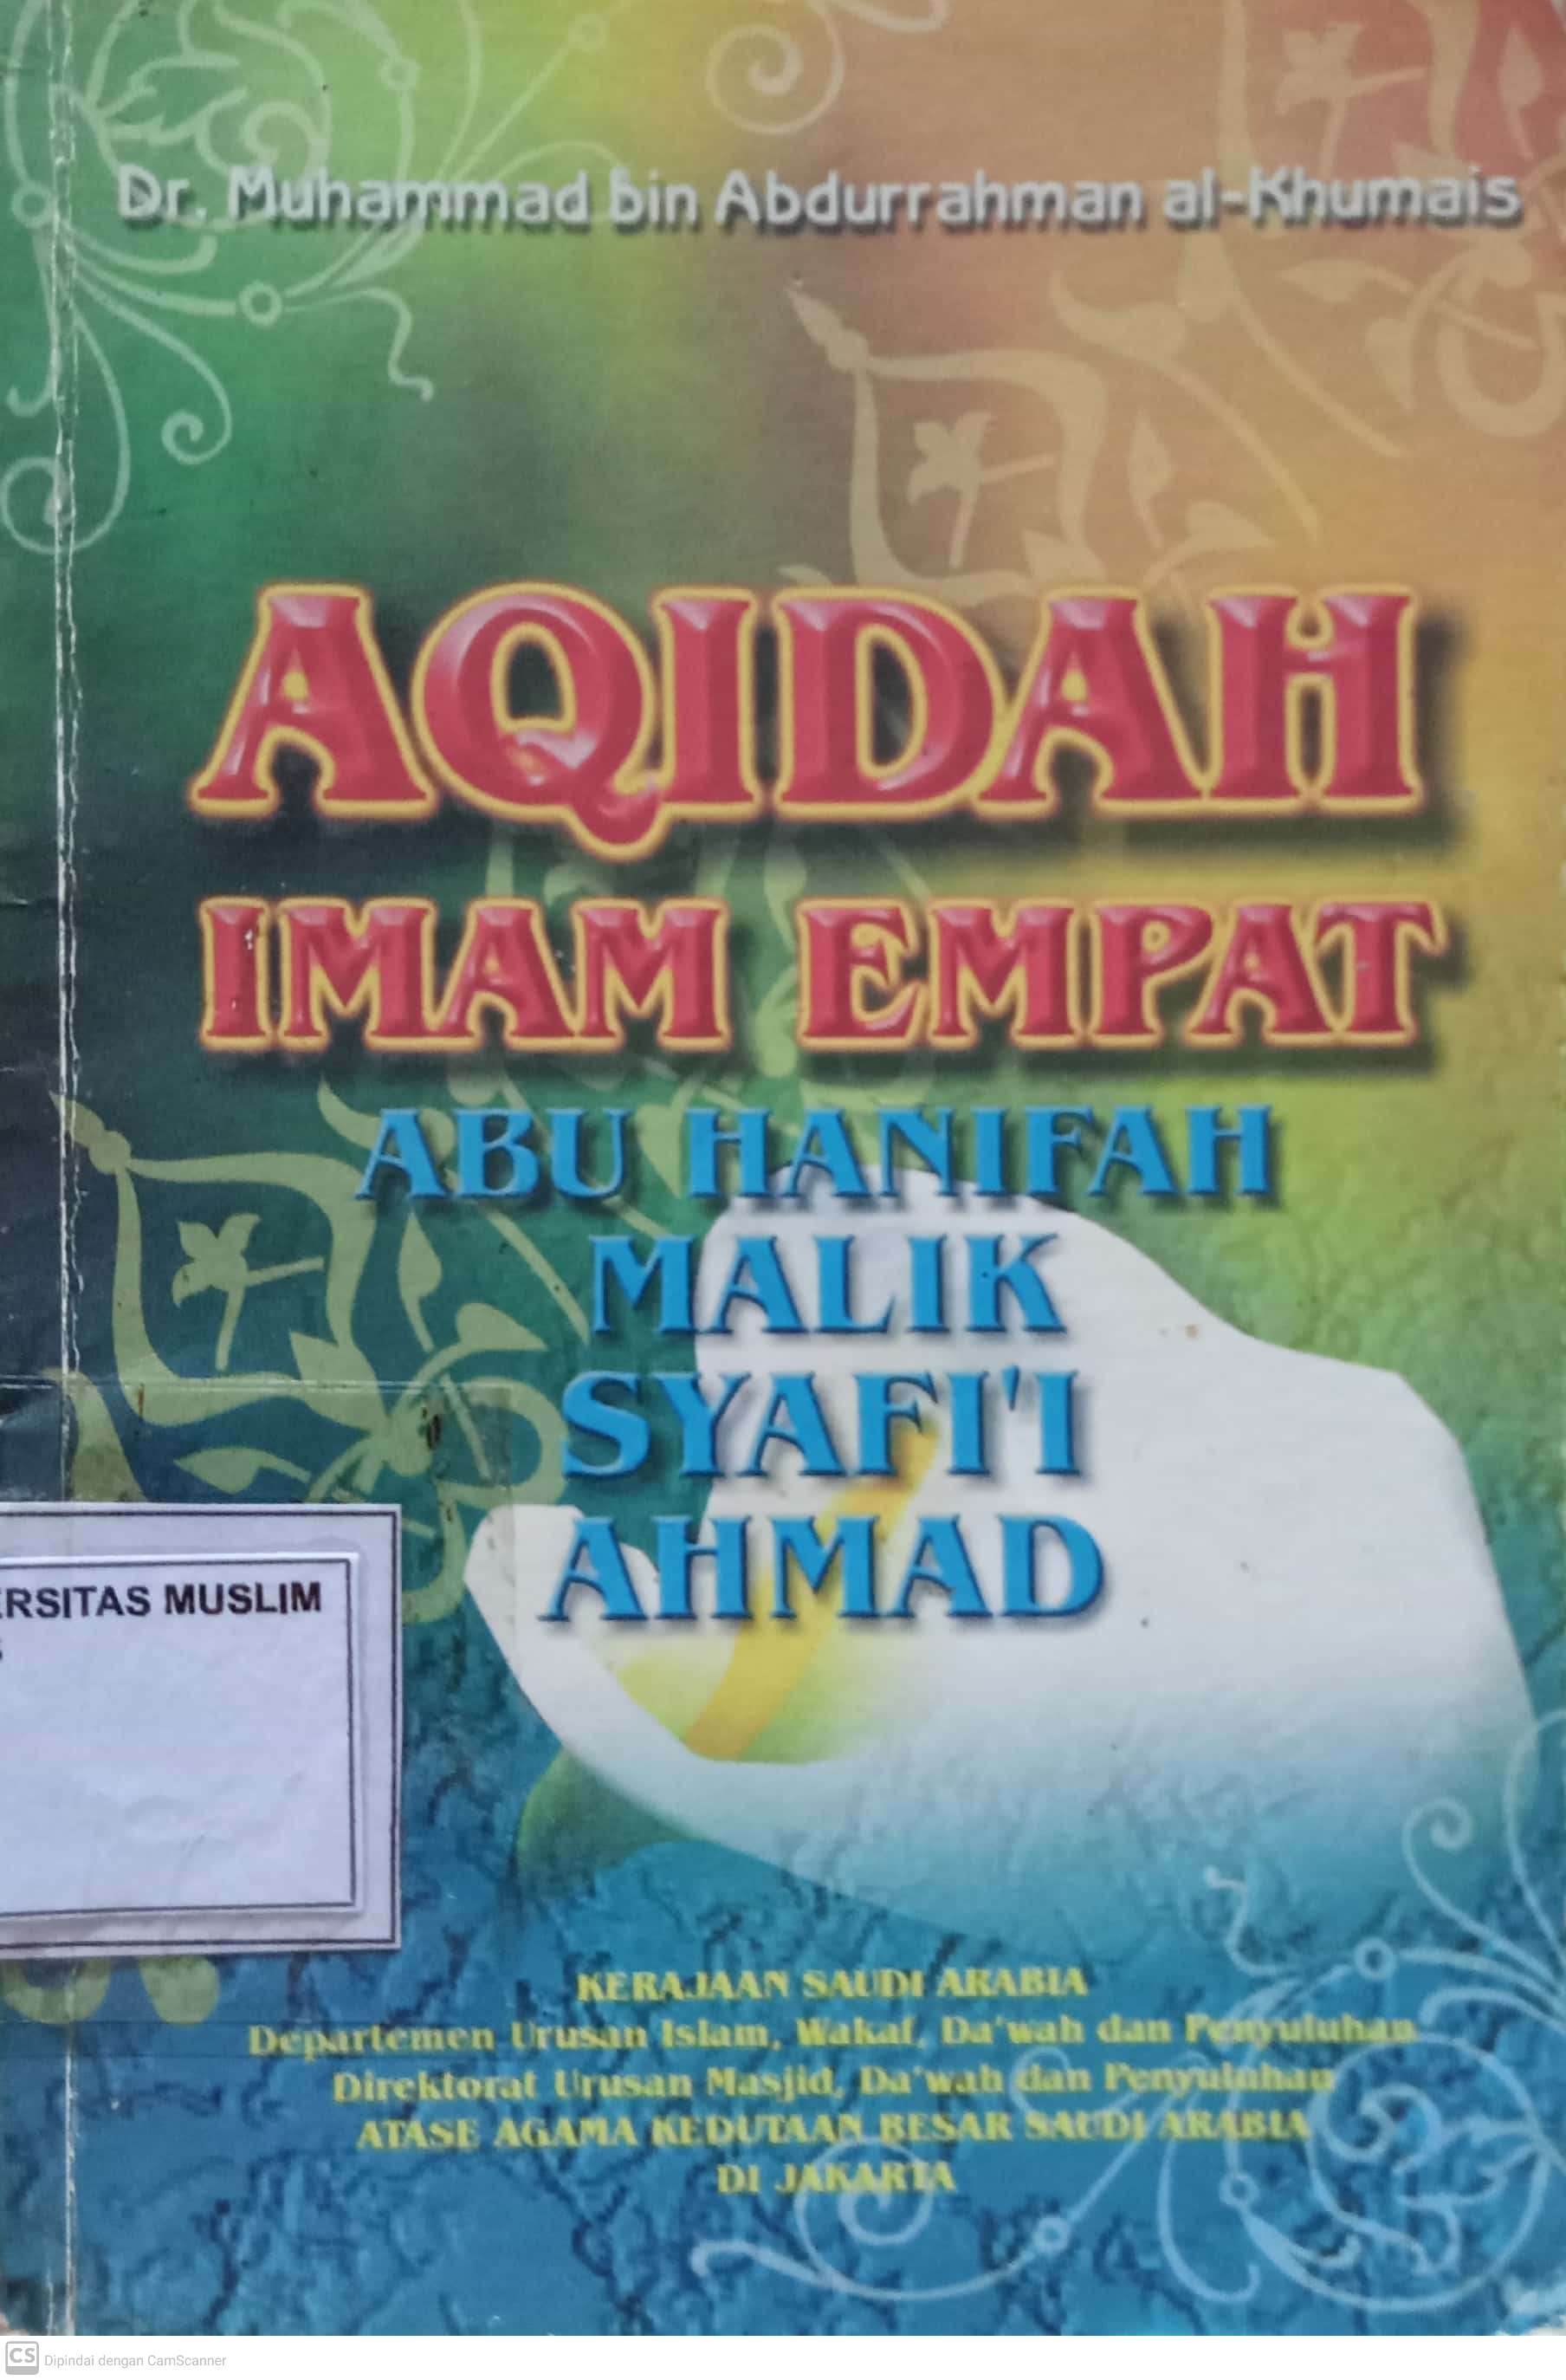 Dr. Muhammad bin Abdurrahman al-Khumais
AQIDAH
IMAM EMPAT
ABU HANIFAH
MALIK
SYAFI'I
AHMAD
ERSITAS MUSLIM
KERAJAAN SAUDI ARABIA
Departemen Urusan Islam, Wakaf, Da'wah dan Penyuluhan
Direktorat Urusan Masjid, Da'wah dan Penyuluhan
ATASE AGAMA KEDUTAAN BESAR SAUDI ARABIA
DI JAKARTA
CS Dipindai dengan CamScanner